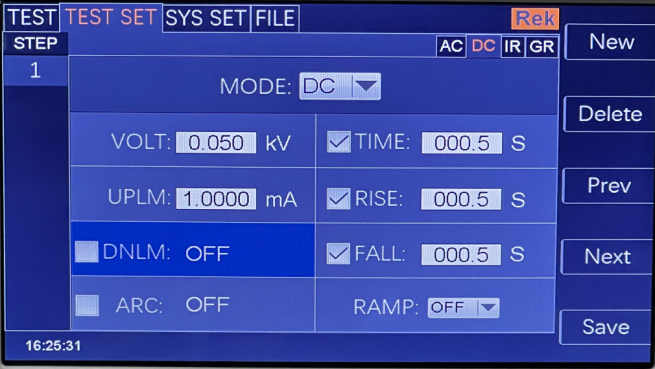 TEST TEST SET SYS SET FILE Rek
STEP AC DC IR GR New
1 MODE: DC
Delete
VOLT: 0.050 kV TIME: 000.5 S
UPLM: 1.0000 mA RISE: 000.5 S Prev
DNLM: OFF FALL: 000.5 S Next
ARC: OFF RAMP: OFF
Save
16:25:31